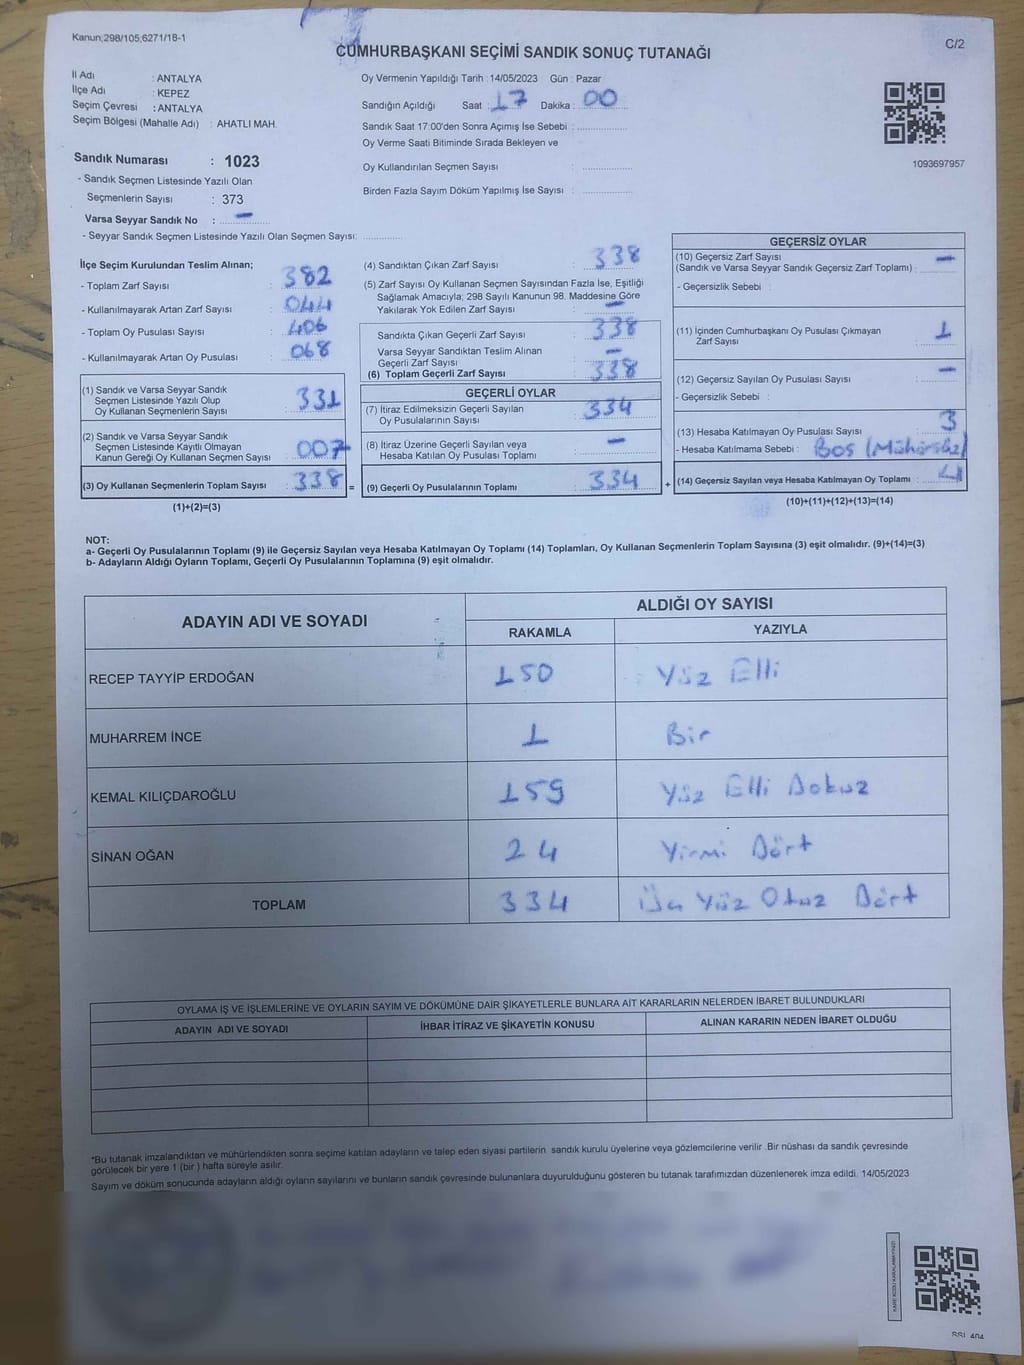 Kanun;298/105;6271/18-1
C/2
CUMHURBAŞKANI SEÇİMİ SANDIK SONUÇ TUTANAĞI
İl Adı : ANTALYA
İlçe Adı : KEPEZ
Seçim Çevresi : ANTALYA
Seçim Bölgesi (Mahalle Adı) : AHATLI MAH.
Oy Vermenin Yapıldığı Tarih : 14/05/2023 Gün : Pazar
Sandığın Açıldığı Saat : 17 Dakika : 00
Sandık Saat 17:00'den Sonra Açımış İse Sebebi :
Oy Verme Saati Bitiminde Sırada Bekleyen ve
Oy Kullandırılan Seçmen Sayısı :
Birden Fazla Sayım Döküm Yapılmış İse Sayısı :
1093697957
Sandık Numarası : 1023
- Sandık Seçmen Listesinde Yazılı Olan
Seçmenlerin Sayısı : 373
Varsa Seyyar Sandık No : -
- Seyyar Sandık Seçmen Listesinde Yazılı Olan Seçmen Sayısı:
İlçe Seçim Kurulundan Teslim Alınan;
- Toplam Zarf Sayısı : 382
- Kullanılmayarak Artan Zarf Sayısı : 044
- Toplam Oy Pusulası Sayısı : 406
- Kullanılmayarak Artan Oy Pusulası : 068
(1) Sandık ve Varsa Seyyar Sandık
Seçmen Listesinde Yazılı Olup
Oy Kullanan Seçmenlerin Sayısı : 331
(2) Sandık ve Varsa Seyyar Sandık
Seçmen Listesinde Kayıtlı Olmayan
Kanun Gereği Oy Kullanan Seçmen Sayısı : 007
(3) Oy Kullanan Seçmenlerin Toplam Sayısı : 338 =
(1)+(2)=(3)
(4) Sandıktan Çıkan Zarf Sayısı : 338
(5) Zarf Sayısı Oy Kullanan Seçmen Sayısından Fazla İse, Eşitliği
Sağlamak Amacıyla; 298 Sayılı Kanunun 98. Maddesine Göre
Yakılarak Yok Edilen Zarf Sayısı : -
Sandıkta Çıkan Geçerli Zarf Sayısı : 338
Varsa Seyyar Sandıktan Teslim Alınan
Geçerli Zarf Sayısı : -
(6) Toplam Geçerli Zarf Sayısı : 338
GEÇERLİ OYLAR
(7) İtiraz Edilmeksizin Geçerli Sayılan
Oy Pusulalarının Sayısı : 334
(8) İtiraz Üzerine Geçerli Sayılan veya
Hesaba Katılan Oy Pusulası Toplamı : -
(9) Geçerli Oy Pusulalarının Toplamı : 334 +
GEÇERSİZ OYLAR
(10) Geçersiz Zarf Sayısı
(Sandık ve Varsa Seyyar Sandık Geçersiz Zarf Toplamı) : -
- Geçersizlik Sebebi :
(11) İçinden Cumhurbaşkanı Oy Pusulası Çıkmayan
Zarf Sayısı : 1
(12) Geçersiz Sayılan Oy Pusulası Sayısı : -
- Geçersizlik Sebebi :
(13) Hesaba Katılmayan Oy Pusulası Sayısı : 3
- Hesaba Katılmama Sebebi : Boş (Mühürsüz)
(14) Geçersiz Sayılan veya Hesaba Katılmayan Oy Toplamı : 4
(10)+(11)+(12)+(13)=(14)
NOT:
a- Geçerli Oy Pusulalarının Toplamı (9) ile Geçersiz Sayılan veya Hesaba Katılmayan Oy Toplamı (14) Toplamları, Oy Kullanan Seçmenlerin Toplam Sayısına (3) eşit olmalıdır. (9)+(14)=(3)
b- Adayların Aldığı Oyların Toplamı, Geçerli Oy Pusulalarının Toplamına (9) eşit olmalıdır.
ADAYIN ADI VE SOYADI ALDIĞI OY SAYISI
RAKAMLA YAZIYLA
RECEP TAYYİP ERDOĞAN 150 Yüz Elli
MUHARREM İNCE 1 Bir
KEMAL KILIÇDAROĞLU 159 Yüz Elli Dokuz
SİNAN OĞAN 24 Yirmi Dört
TOPLAM 334 Üç Yüz Otuz Dört
OYLAMA İŞ VE İŞLEMLERİNE VE OYLARIN SAYIM VE DÖKÜMÜNE DAİR ŞİKAYETLERLE BUNLARA AİT KARARLARIN NELERDEN İBARET BULUNDUKLARI
ADAYIN ADI VE SOYADI İHBAR İTİRAZ VE ŞİKAYETİN KONUSU ALINAN KARARIN NEDEN İBARET OLDUĞU
*Bu tutanak imzalandıktan ve mühürlendikten sonra seçime katılan adayların ve talep eden siyasi partilerin sandık kurulu üyelerine veya gözlemcilerine verilir .Bir nüshası da sandık çevresinde
görülecek bir yere 1 (bir ) hafta süreyle asılır.
Sayım ve döküm sonucunda adayların aldığı oyların sayılarını ve bunların sandık çevresinde bulunanlara duyurulduğunu gösteren bu tutanak tarafımızdan düzenlenerek imza edildi. 14/05/2023
KARE KODU KARALAMAYINIZ!